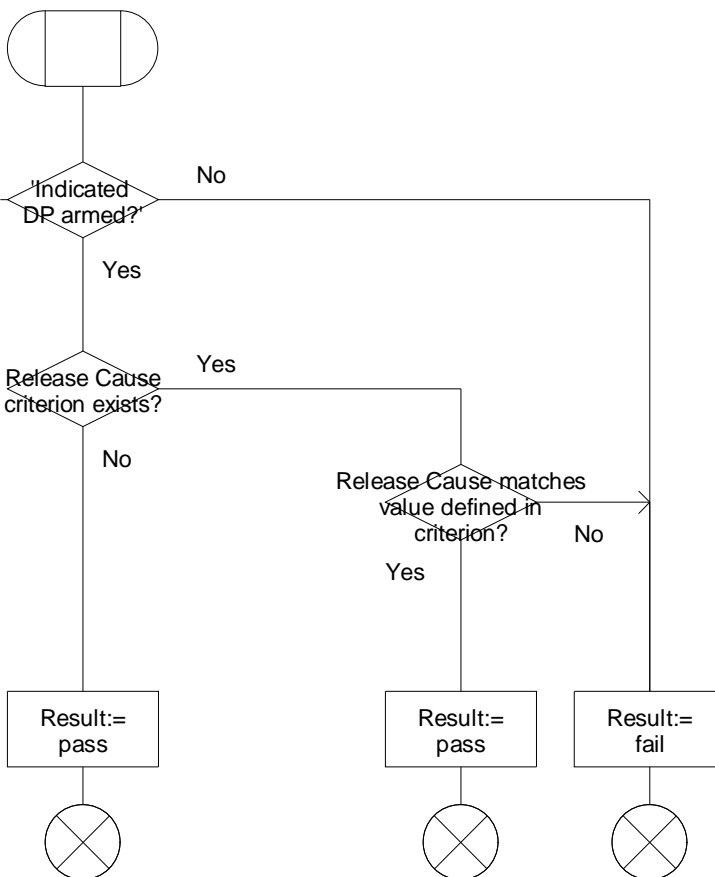 No
'Indicated
DP armed?'
Yes
Yes
Release Cause
criterion exists?
No
Release Cause matches
value defined in
criterion?
No
Yes
Result:=
pass
Result:=
pass
Result:=
fail